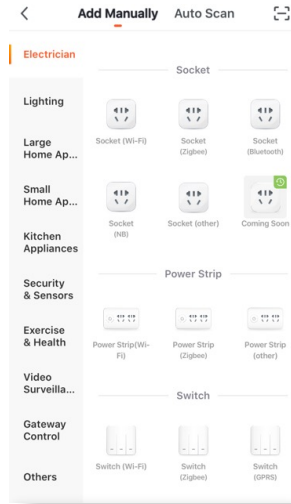 Add Manually Auto Scan
Electrician
Lighting
Large
Home Ap...
Small
Home Ap...
Kitchen
Appliances
Security
& Sensors
Exercise
& Health
Video
Surveilla...
Gateway
Control
Others
Socket
Socket (Wi-Fi) Socket
(Zigbee) Socket
(Bluetooth)
Socket
(NB) Socket (other) Coming Soon
Power Strip
Power Strip(Wi-
Fi) Power Strip
(Zigbee) Power Strip
(other)
Switch
Switch (Wi-Fi) Switch
(Zigbee) Switch
(GPRS)